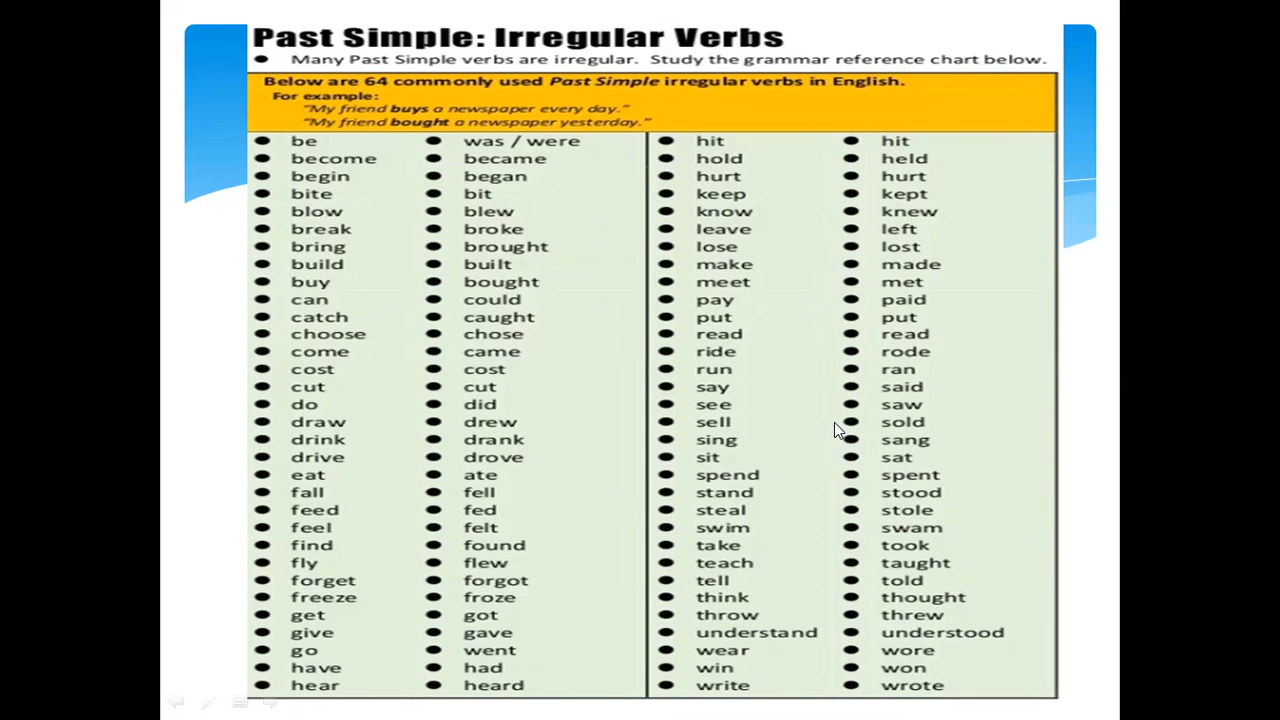 Past Simple: Irregular Verbs
● Many Past Simple verbs are irregular. Study the grammar reference chart below.
Below are 64 commonly used Past Simple irregular verbs in English.
For example:
"My friend buys a newspaper every day."
"My friend bought a newspaper yesterday."
● be ● was / were ● hit ● hit
● become ● became ● hold ● held
● begin ● began ● hurt ● hurt
● bite ● bit ● keep ● kept
● blow ● blew ● know ● knew
● break ● broke ● leave ● left
● bring ● brought ● lose ● lost
● build ● built ● make ● made
● buy ● bought ● meet ● met
● can ● could ● pay ● paid
● catch ● caught ● put ● put
● choose ● chose ● read ● read
● come ● came ● ride ● rode
● cost ● cost ● run ● ran
● cut ● cut ● say ● said
● do ● did ● see ● saw
● draw ● drew ● sell ● sold
● drink ● drank ● sing ● sang
● drive ● drove ● sit ● sat
● eat ● ate ● spend ● spent
● fall ● fell ● stand ● stood
● feed ● fed ● steal ● stole
● feel ● felt ● swim ● swam
● find ● found ● take ● took
● fly ● flew ● teach ● taught
● forget ● forgot ● tell ● told
● freeze ● froze ● think ● thought
● get ● got ● throw ● threw
● give ● gave ● understand ● understood
● go ● went ● wear ● wore
● have ● had ● win ● won
● hear ● heard ● write ● wrote